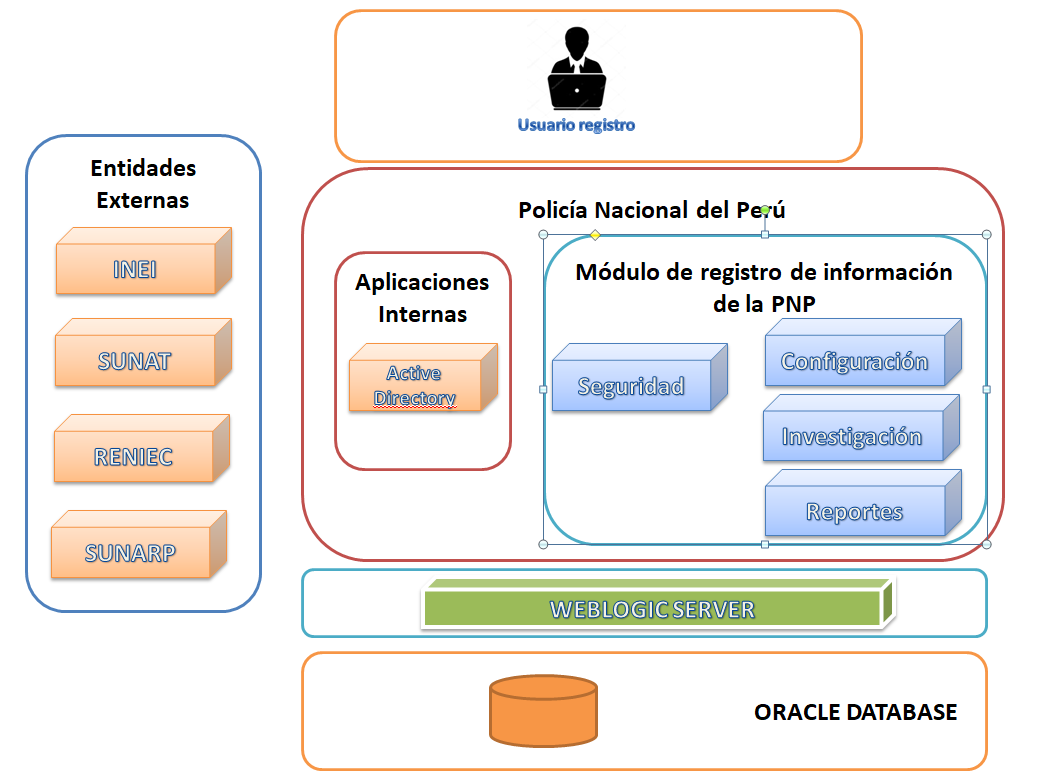 Usuario registro
Entidades
Externas
INEI
SUNAT
RENIEC
SUNARP
Policía Nacional del Perú
Aplicaciones
Internas
Active
Directory
Módulo de registro de información
de la PNP
Seguridad
Configuración
Investigación
Reportes
WEBLOGIC SERVER
ORACLE DATABASE